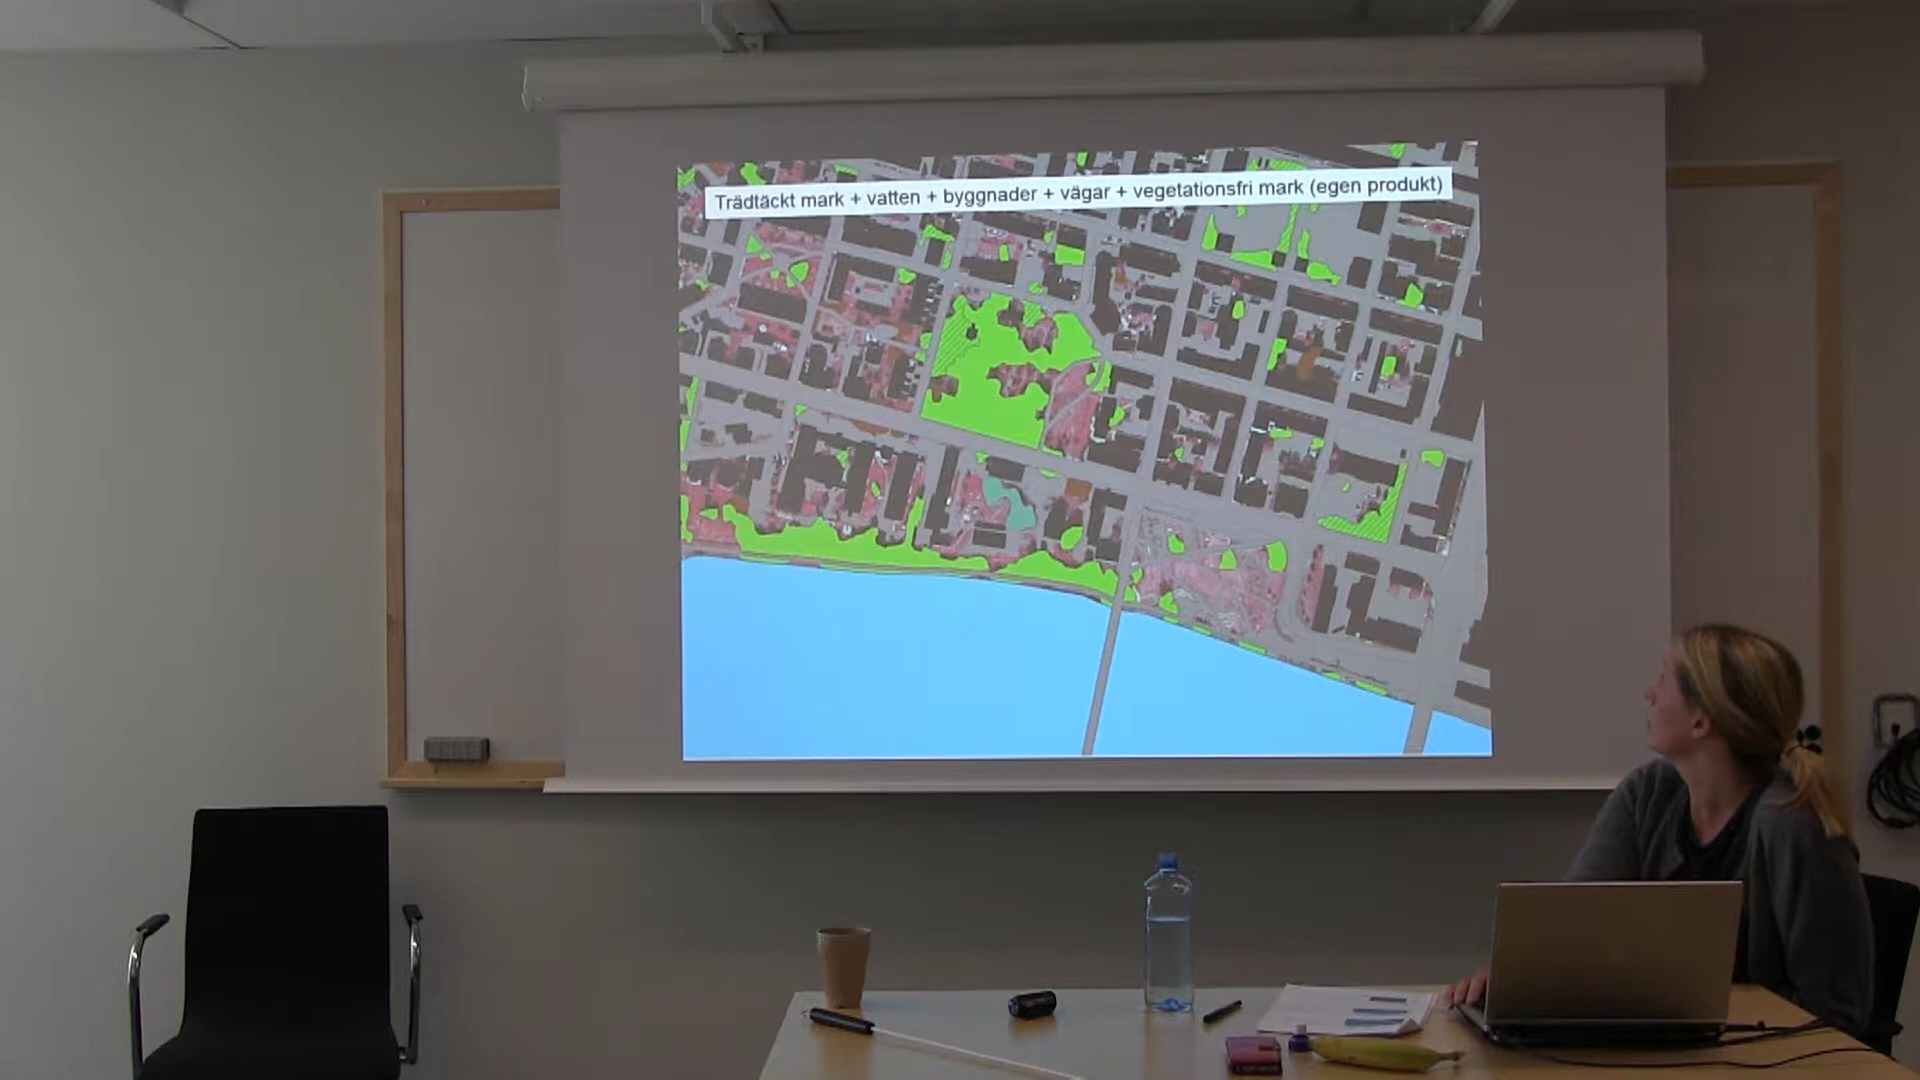 Trädtäckt mark + vatten + byggnader + vägar + vegetationsfri mark (egen produkt)